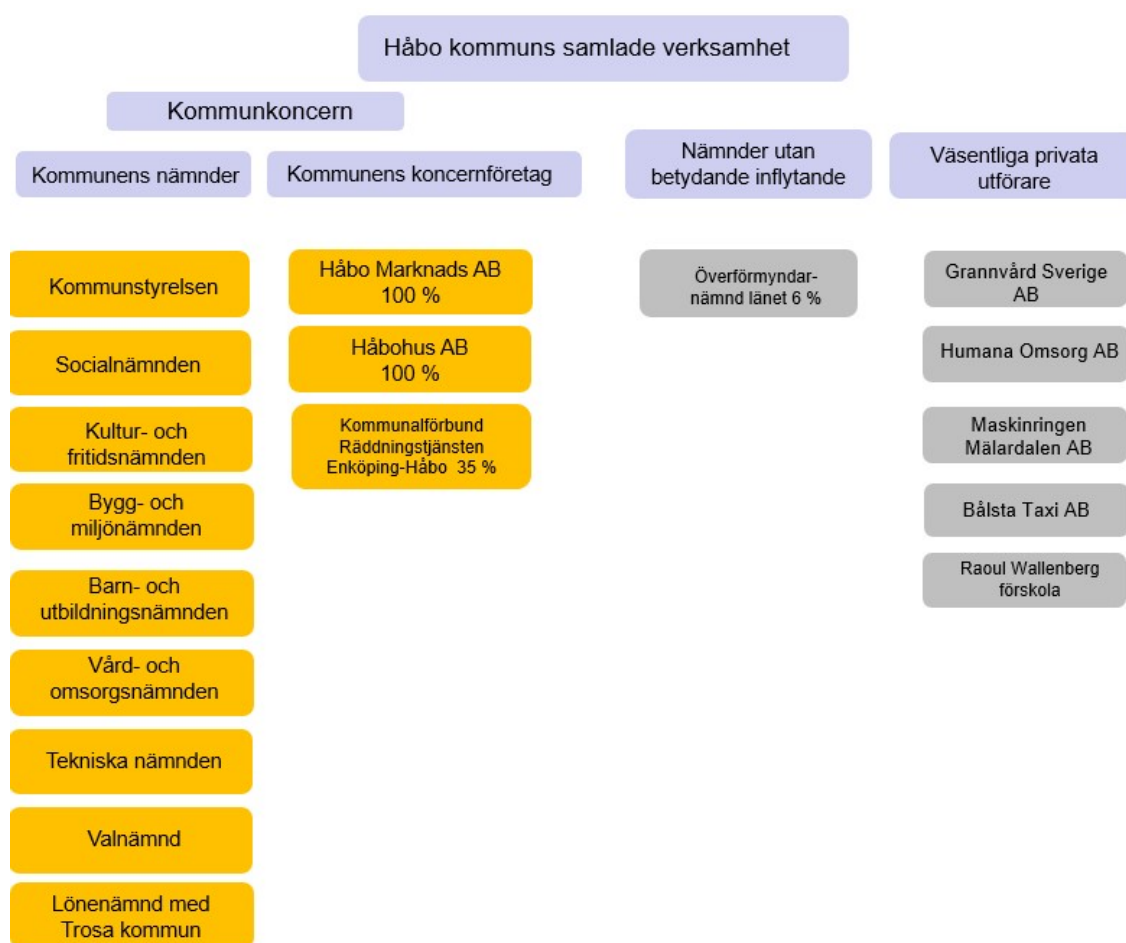 Håbo kommuns samlade verksamhet
Kommunkoncern
Kommunens nämnder
Kommunens koncernföretag
Nämnder utan
betydande inflytande
Väsentliga privata
utförare
Kommunstyrelsen
Socialnämnden
Kultur- och
fritidsnämnden
Bygg- och
miljönämnden
Barn- och
utbildningsnämnden
Vård- och
omsorgsnämnden
Tekniska nämnden
Valnämnd
Lönenämnd med
Trosa kommun
Håbo Marknads AB
100 %
Håbohus AB
100 %
Kommunalförbund
Räddningstjänsten
Enköping-Håbo 35 %
Överförmyndar-
nämnd länet 6 %
Grannvård Sverige
AB
Humana Omsorg AB
Maskinringen
Mälardalen AB
Bålsta Taxi AB
Raoul Wallenberg
förskola